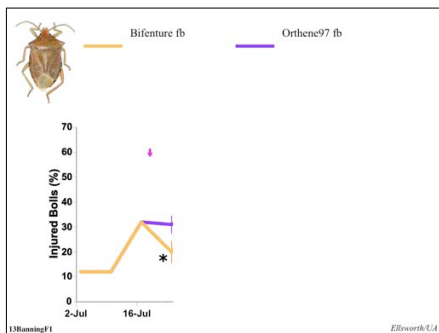 Bifenture fb
Orthene97 fb
Injured Bolls (%)
70
60
50
40
30
20
10
0
*
2-Jul
16-Jul
13BanningF1
Ellsworth/UA